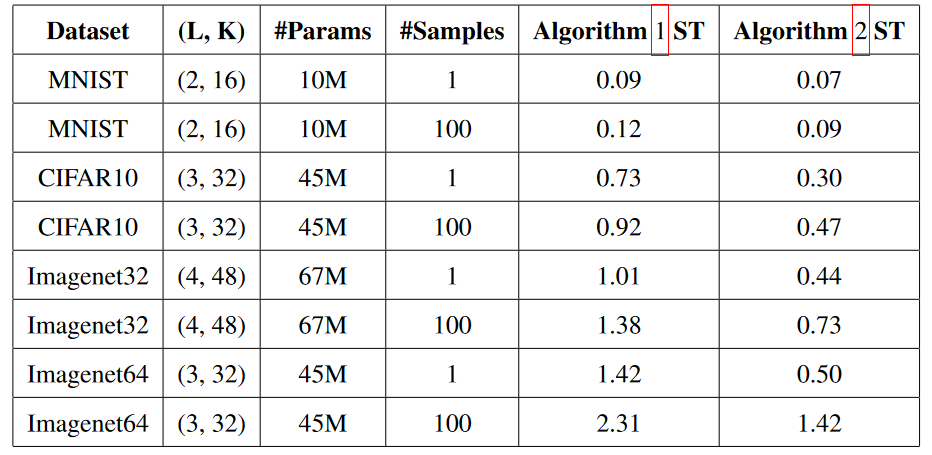 Dataset (L, K) #Params #Samples Algorithm 1 ST Algorithm 2 ST
MNIST (2, 16) 10M 1 0.09 0.07
MNIST (2, 16) 10M 100 0.12 0.09
CIFAR10 (3, 32) 45M 1 0.73 0.30
CIFAR10 (3, 32) 45M 100 0.92 0.47
Imagenet32 (4, 48) 67M 1 1.01 0.44
Imagenet32 (4, 48) 67M 100 1.38 0.73
Imagenet64 (3, 32) 45M 1 1.42 0.50
Imagenet64 (3, 32) 45M 100 2.31 1.42